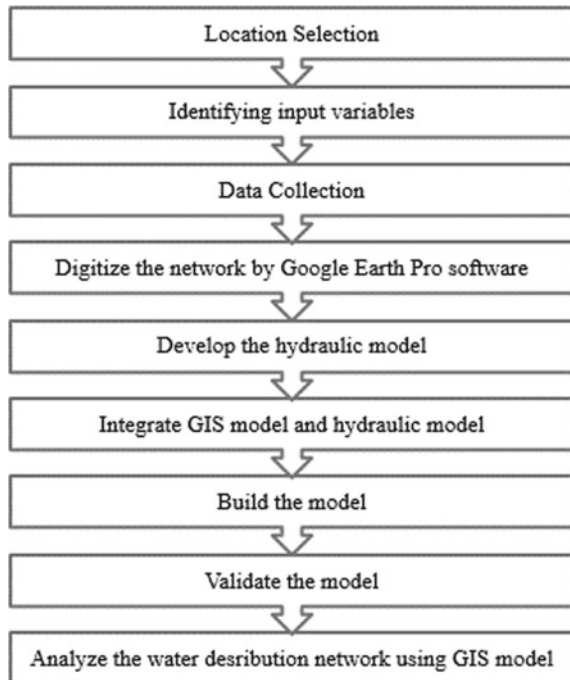 Location Selection
Identifying input variables
Data Collection
Digitize the network by Google Earth Pro software
Develop the hydraulic model
Integrate GIS model and hydraulic model
Build the model
Validate the model
Analyze the water desribution network using GIS model